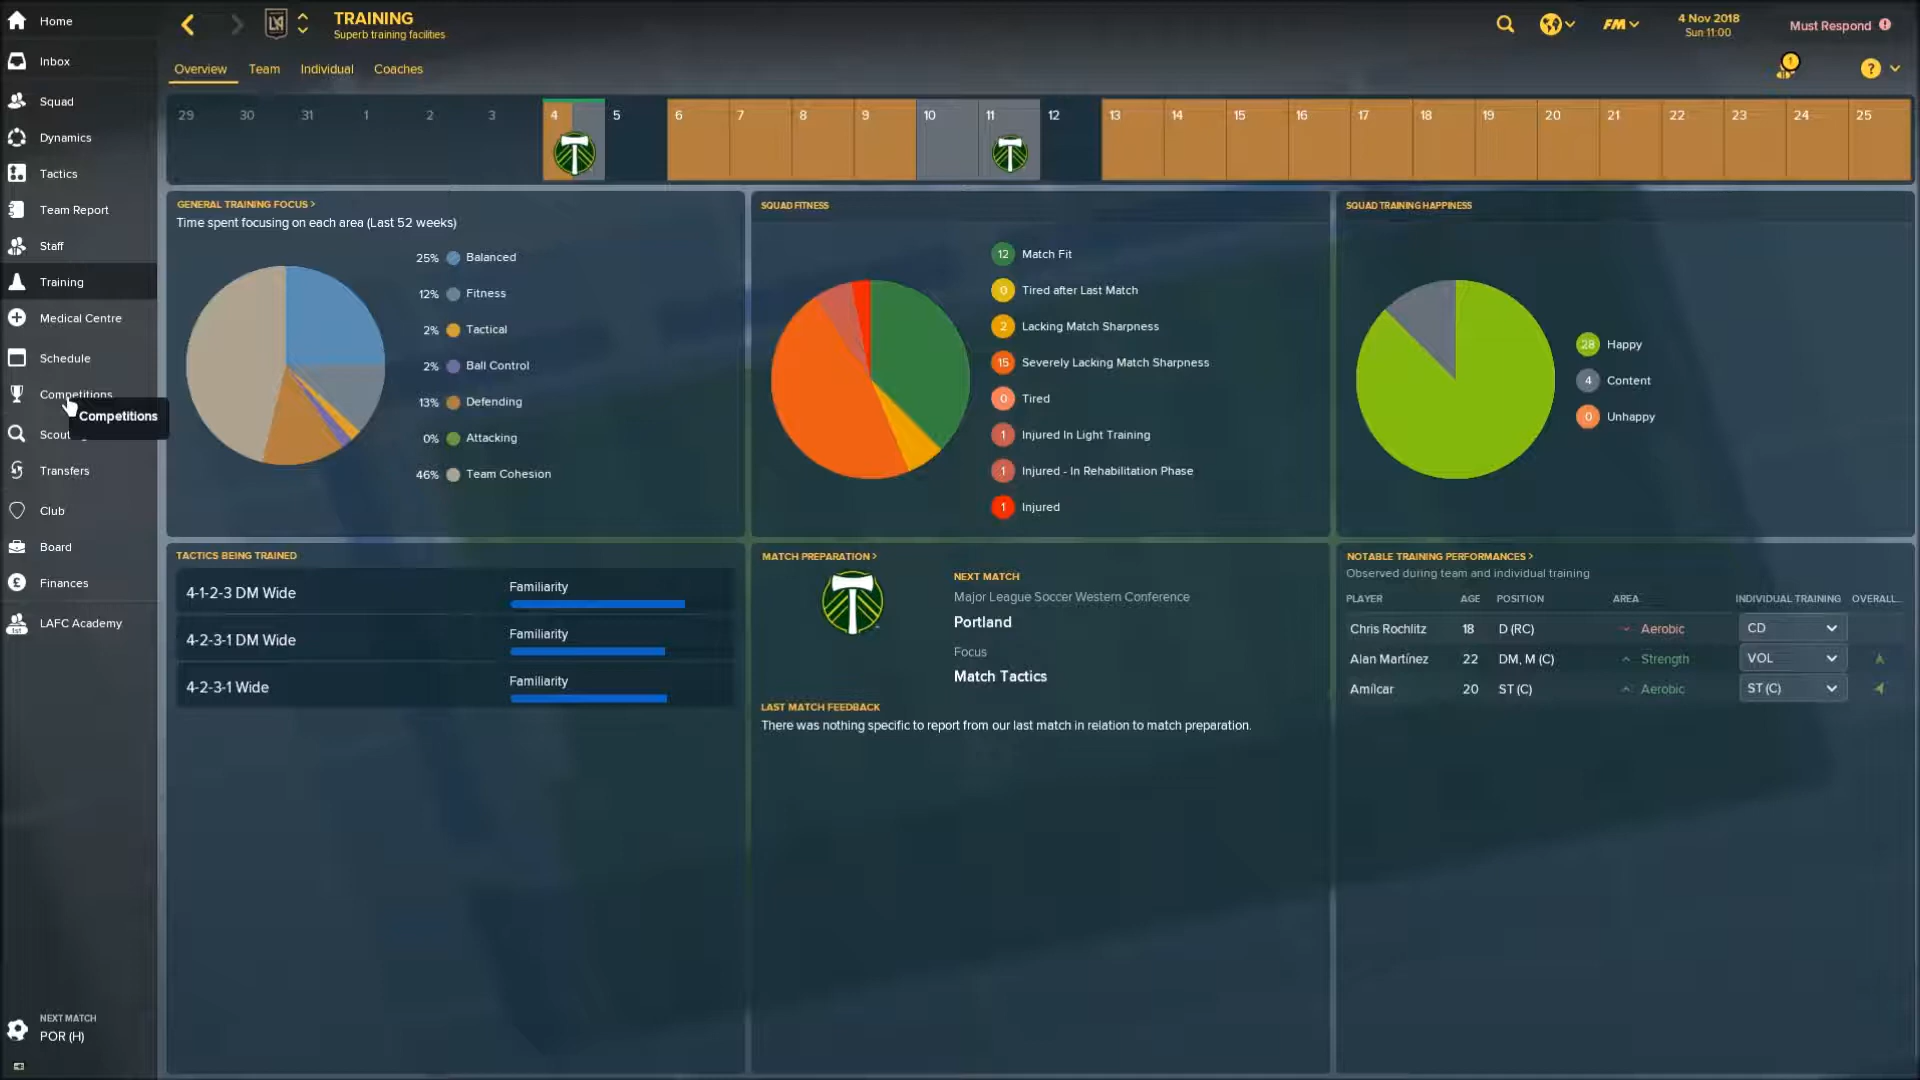 Home
Inbox
Squad
Dynamics
Tactics
Team Report
Staff
Training
Medical Centre
Schedule
Competitions
Competitions
Transfers
Club
Board
Finances
LAFC Academy
NEXT MATCH
POR (H)
TRAINING
Superb training facilities
FM
4 Nov 2018
Sun 11:00
Must Respond
Overview Team Individual Coaches
29 30 31 1 2 3 4 5 6 7 8 9 10 11 12 13 14 15 16 17 18 19 20 21 22 23 24 25
GENERAL TRAINING FOCUS >
Time spent focusing on each area (Last 52 weeks)
25% Balanced
12% Fitness
2% Tactical
2% Ball Control
13% Defending
0% Attacking
46% Team Cohesion
SQUAD FITNESS
12 Match Fit
0 Tired after Last Match
2 Lacking Match Sharpness
15 Severely Lacking Match Sharpness
0 Tired
1 Injured In Light Training
1 Injured - In Rehabilitation Phase
1 Injured
SQUAD TRAINING HAPPINESS
28 Happy
4 Content
0 Unhappy
TACTICS BEING TRAINED
4-1-2-3 DM Wide Familiarity
4-2-3-1 DM Wide Familiarity
4-2-3-1 Wide Familiarity
MATCH PREPARATION >
NEXT MATCH
Major League Soccer Western Conference
Portland
Focus
Match Tactics
LAST MATCH FEEDBACK
There was nothing specific to report from our last match in relation to match preparation.
NOTABLE TRAINING PERFORMANCES >
Observed during team and individual training
PLAYER AGE POSITION AREA INDIVIDUAL TRAINING OVERALL...
Chris Rochlitz 18 D (RC) Aerobic CD
Alan Martínez 22 DM, M (C) Strength VOL
Amílcar 20 ST (C) Aerobic ST (C)